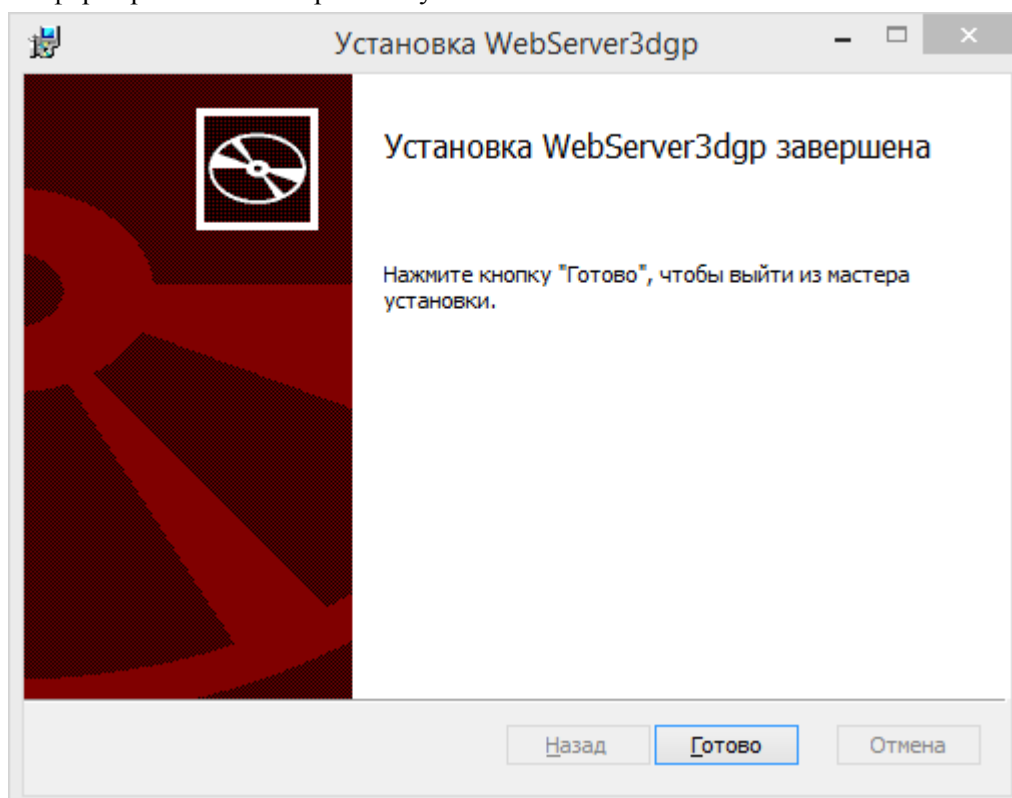 Установка WebServer3dgp
Установка WebServer3dgp завершена
Нажмите кнопку "Готово", чтобы выйти из мастера
установки.
Назад
Готово
Отмена